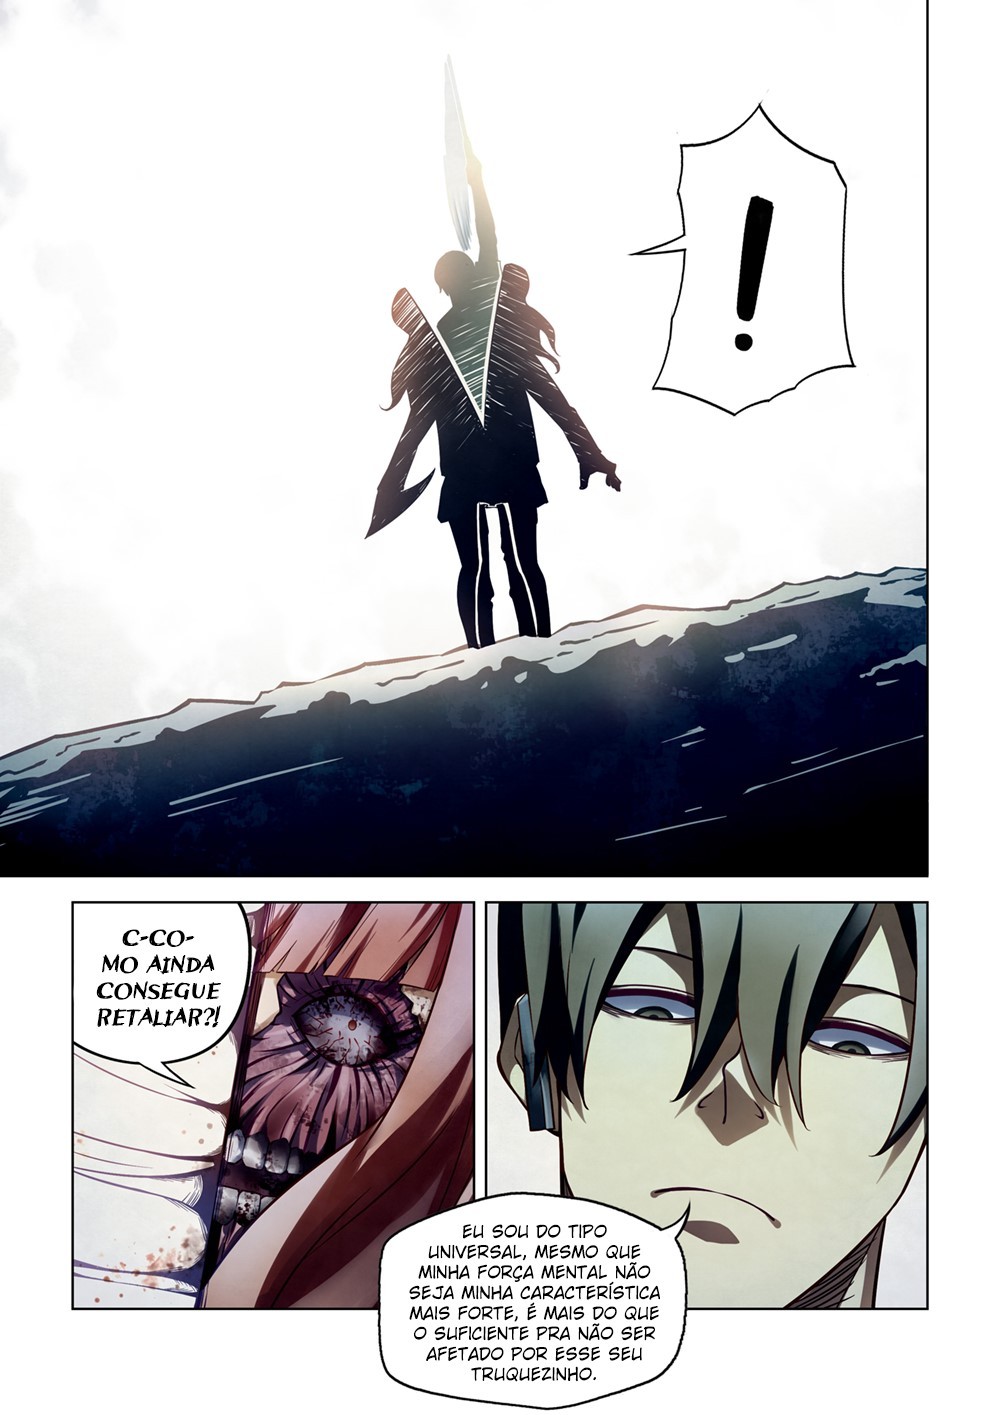 !
C-CO-
MO AINDA
CONSEGUE
RETALIAR?!
EU SOU DO TIPO
UNIVERSAL, MESMO QUE
MINHA FORÇA MENTAL NÃO
SEJA MINHA CARACTERÍSTICA
MAIS FORTE, É MAIS DO QUE
O SUFICIENTE PRA NÃO SER
AFETADO POR ESSE SEU
TRUQUEZINHO.